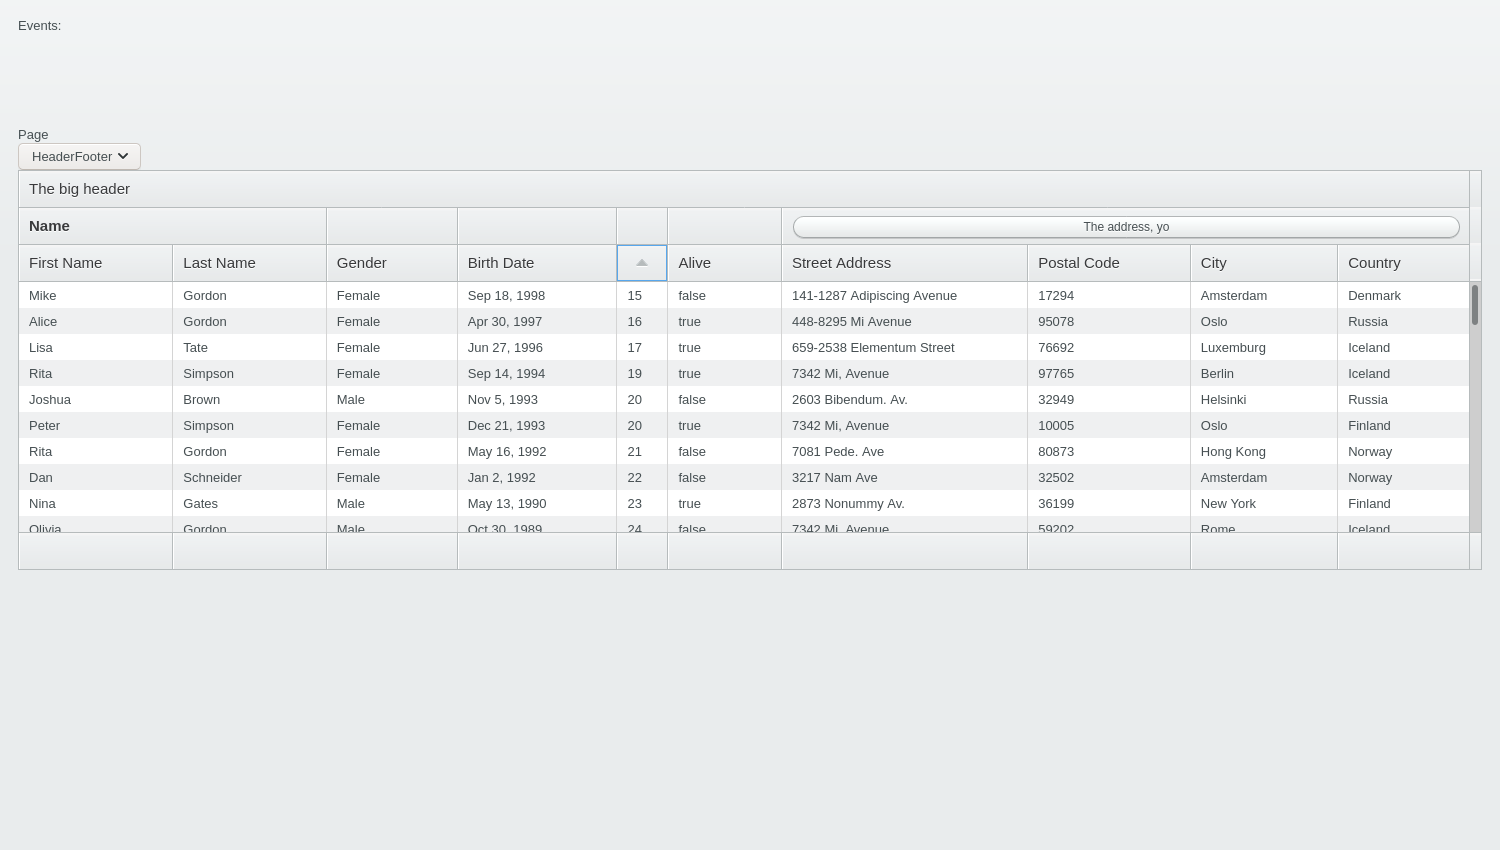 Events:
Page
HeaderFooter
The big header
Name The address, yo
First Name Last Name Gender Birth Date Alive Street Address Postal Code City Country
Mike Gordon Female Sep 18, 1998 15 false 141-1287 Adipiscing Avenue 17294 Amsterdam Denmark
Alice Gordon Female Apr 30, 1997 16 true 448-8295 Mi Avenue 95078 Oslo Russia
Lisa Tate Female Jun 27, 1996 17 true 659-2538 Elementum Street 76692 Luxemburg Iceland
Rita Simpson Female Sep 14, 1994 19 true 7342 Mi, Avenue 97765 Berlin Iceland
Joshua Brown Male Nov 5, 1993 20 false 2603 Bibendum. Av. 32949 Helsinki Russia
Peter Simpson Female Dec 21, 1993 20 true 7342 Mi, Avenue 10005 Oslo Finland
Rita Gordon Female May 16, 1992 21 false 7081 Pede. Ave 80873 Hong Kong Norway
Dan Schneider Female Jan 2, 1992 22 false 3217 Nam Ave 32502 Amsterdam Norway
Nina Gates Male May 13, 1990 23 true 2873 Nonummy Av. 36199 New York Finland
Olivia Gordon Male Oct 30, 1989 24 false 7342 Mi, Avenue 59202 Rome Iceland